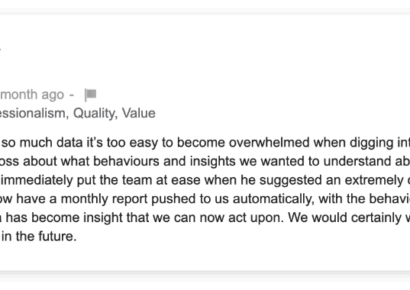 month ago -
essionalism, Quality, Value
so much data it's too easy to become overwhelmed when digging int
oss about what behaviours and insights we wanted to understand ab
immediately put the team at ease when he suggested an extremely
ow have a monthly report pushed to us automatically, with the behavi
has become insight that we can now act upon. We would certainly
in the future.